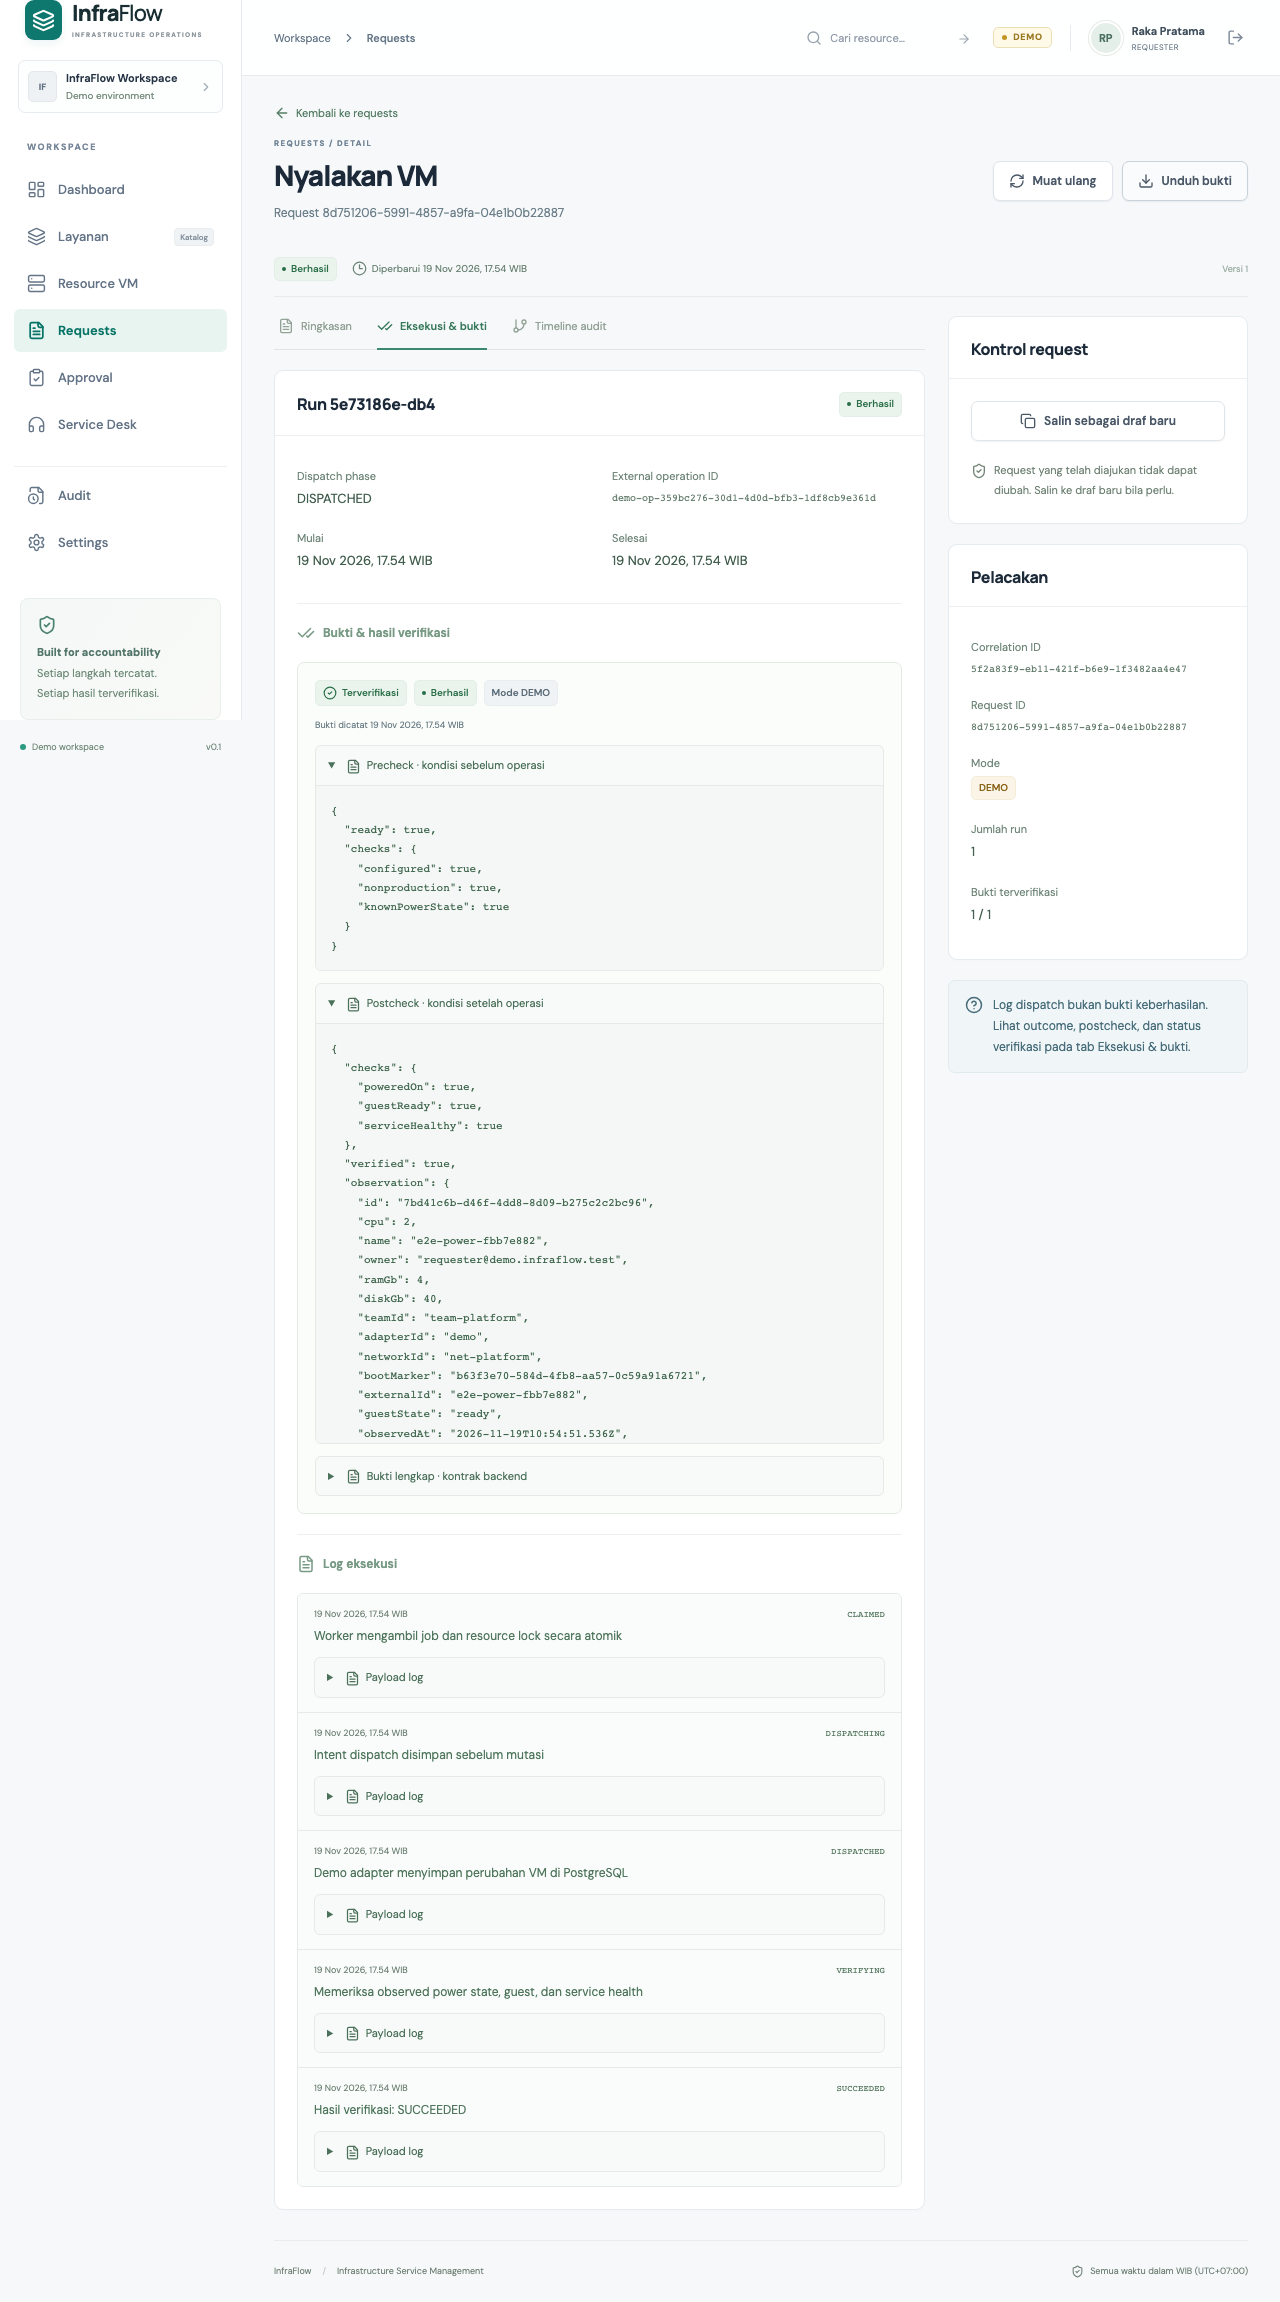 InfraFlow
INFRASTRUCTURE OPERATIONS
IF
InfraFlow Workspace
Demo environment
WORKSPACE
Dashboard
Layanan
Katalog
Resource VM
Requests
Approval
Service Desk
Audit
Settings
Built for accountability
Setiap langkah tercatat.
Setiap hasil terverifikasi.
Demo workspace
v0.1
Workspace
Requests
Cari resource...
DEMO
RP
Raka Pratama
REQUESTER
Kembali ke requests
REQUESTS / DETAIL
Nyalakan VM
Request 8d751206-5991-4857-a9fa-04e1b0b22887
Muat ulang
Unduh bukti
Berhasil
Diperbarui 19 Nov 2026, 17.54 WIB
Versi 1
Ringkasan
Eksekusi & bukti
Timeline audit
Run 5e73186e-db4
Berhasil
Dispatch phase
DISPATCHED
External operation ID
demo-op-359bc276-30d1-4d0d-bfb3-1df8cb9e361d
Mulai
19 Nov 2026, 17.54 WIB
Selesai
19 Nov 2026, 17.54 WIB
Bukti & hasil verifikasi
Terverifikasi
Berhasil
Mode DEMO
Bukti dicatat 19 Nov 2026, 17.54 WIB
Precheck · kondisi sebelum operasi
{
"ready": true,
"checks": {
"configured": true,
"nonproduction": true,
"knownPowerState": true
}
}
Postcheck · kondisi setelah operasi
{
"checks": {
"poweredOn": true,
"guestReady": true,
"serviceHealthy": true
},
"verified": true,
"observation": {
"id": "7bd41c6b-d46f-4dd8-8d09-b275c2c2bc96",
"cpu": 2,
"name": "e2e-power-fbb7e882",
"owner": "requester@demo.infraflow.test",
"ramGb": 4,
"diskGb": 40,
"teamId": "team-platform",
"adapterId": "demo",
"networkId": "net-platform",
"bootMarker": "b63f3e70-584d-4fb8-aa57-0c59a91a6721",
"externalId": "e2e-power-fbb7e882",
"guestState": "ready",
"observedAt": "2026-11-19T10:54:51.536Z",
Bukti lengkap · kontrak backend
Log eksekusi
19 Nov 2026, 17.54 WIB
CLAIMED
Worker mengambil job dan resource lock secara atomik
Payload log
19 Nov 2026, 17.54 WIB
DISPATCHING
Intent dispatch disimpan sebelum mutasi
Payload log
19 Nov 2026, 17.54 WIB
DISPATCHED
Demo adapter menyimpan perubahan VM di PostgreSQL
Payload log
19 Nov 2026, 17.54 WIB
VERIFYING
Memeriksa observed power state, guest, dan service health
Payload log
19 Nov 2026, 17.54 WIB
SUCCEEDED
Hasil verifikasi: SUCCEEDED
Payload log
Kontrol request
Salin sebagai draf baru
Request yang telah diajukan tidak dapat
diubah. Salin ke draf baru bila perlu.
Pelacakan
Correlation ID
5f2a83f9-eb11-421f-b6e9-1f3482aa4e47
Request ID
8d751206-5991-4857-a9fa-04e1b0b22887
Mode
DEMO
Jumlah run
1
Bukti terverifikasi
1 / 1
Log dispatch bukan bukti keberhasilan.
Lihat outcome, postcheck, dan status
verifikasi pada tab Eksekusi & bukti.
InfraFlow / Infrastructure Service Management
Semua waktu dalam WIB (UTC+07:00)